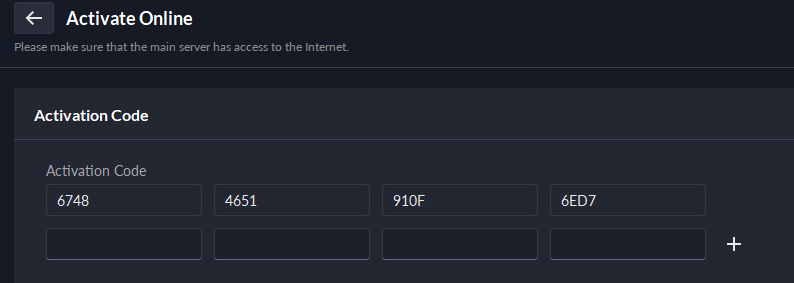 Activate Online
Please make sure that the main server has access to the Internet.
Activation Code
Activation Code
6748 4651 910F 6ED7